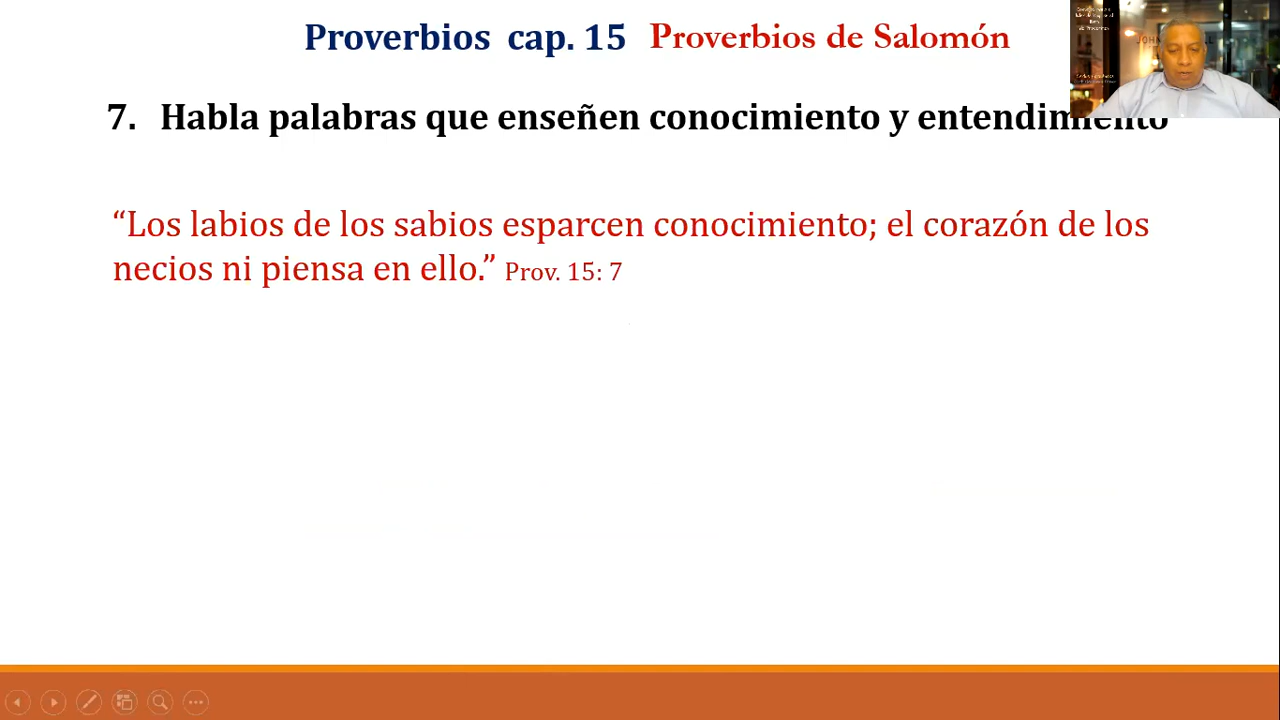 Proverbios cap. 15 Proverbios de Salomón
7. Habla palabras que enseñen conocimiento y entendimiento
“Los labios de los sabios esparcen conocimiento; el corazón de los
necios ni piensa en ello.” Prov. 15: 7